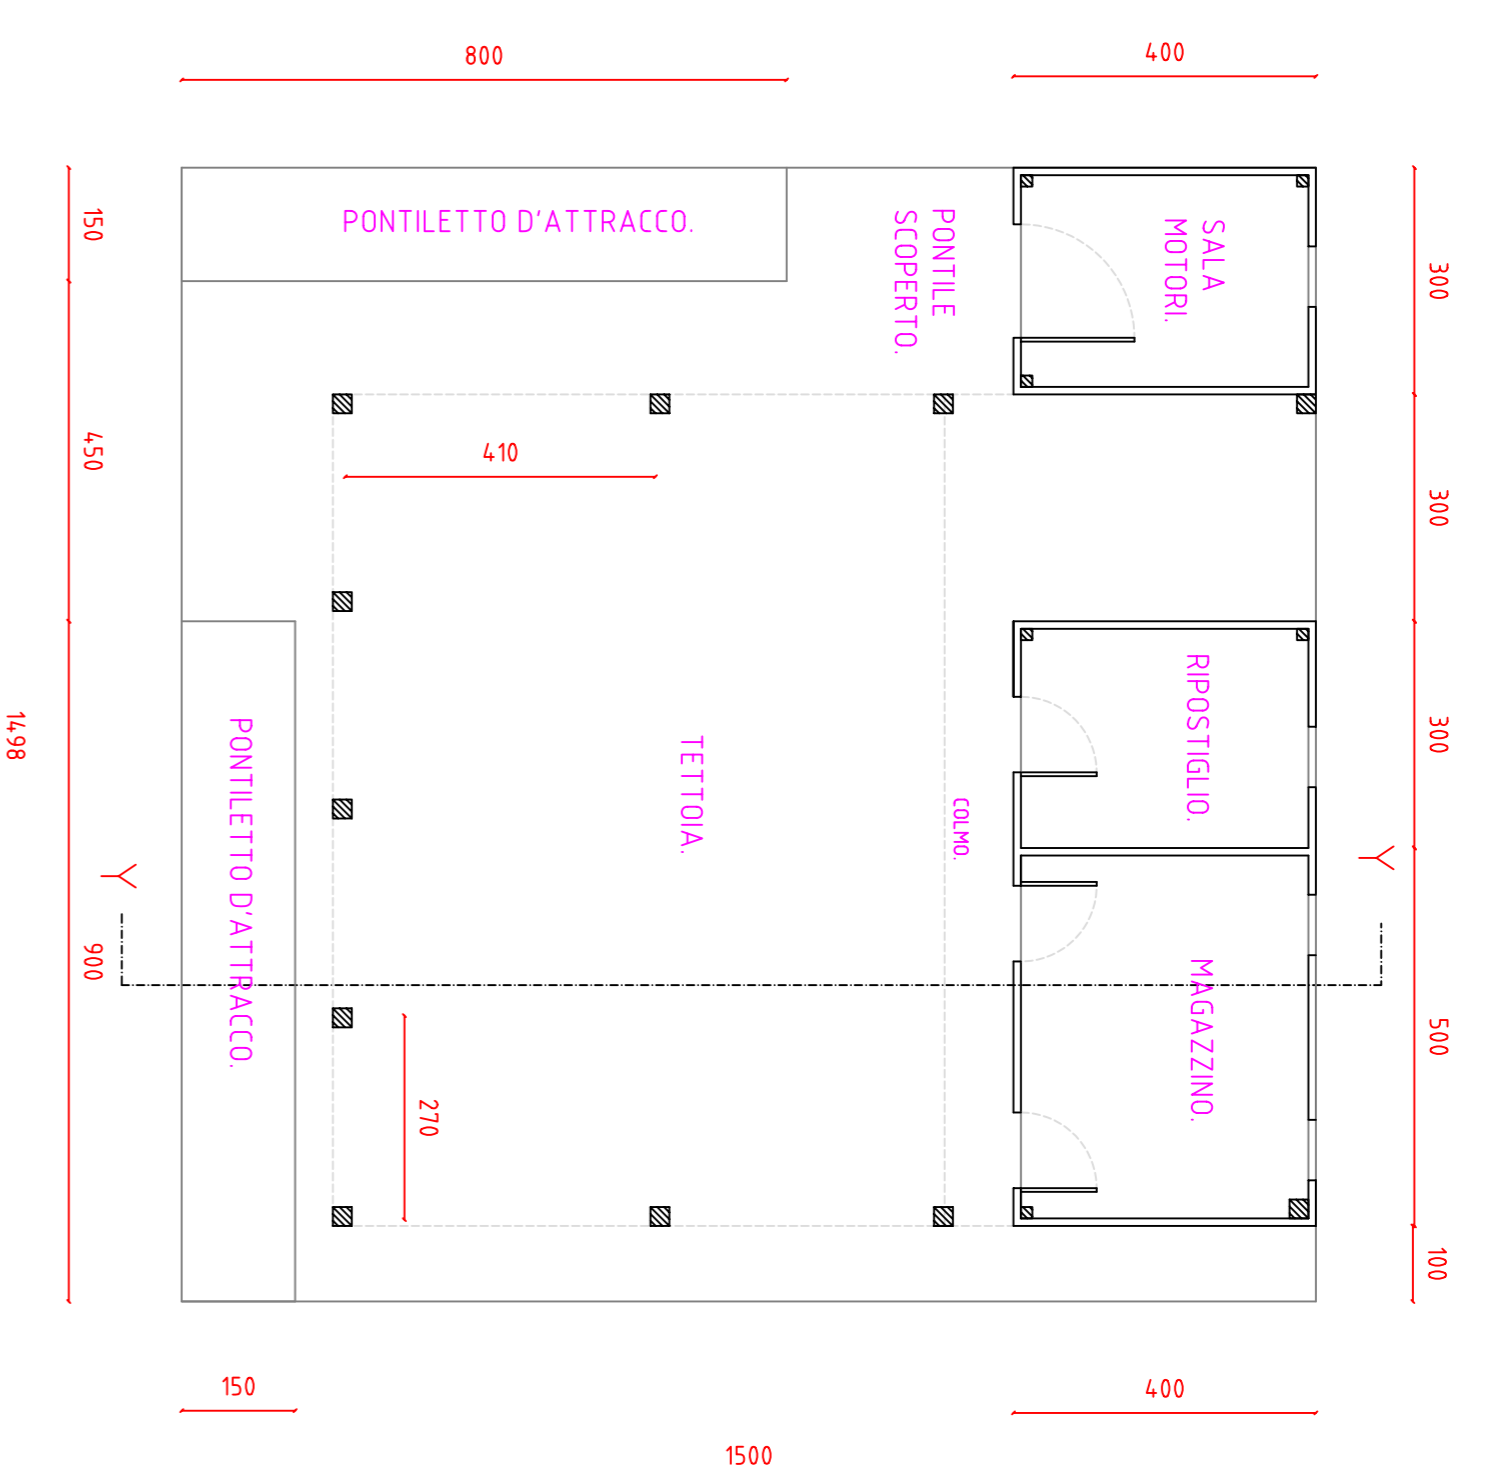 800
400
150
450
1498
900
PONTILETTO D'ATTRACCO.
PONTILE
SCOPERTO.
SALA
MOTORI.
300
300
300
500
100
410
RIPOSTIGLIO.
TETTOIA.
COLMO.
PONTILETTO D'ATTRACCO.
MAGAZZINO.
270
Y
Y
150
400
1500